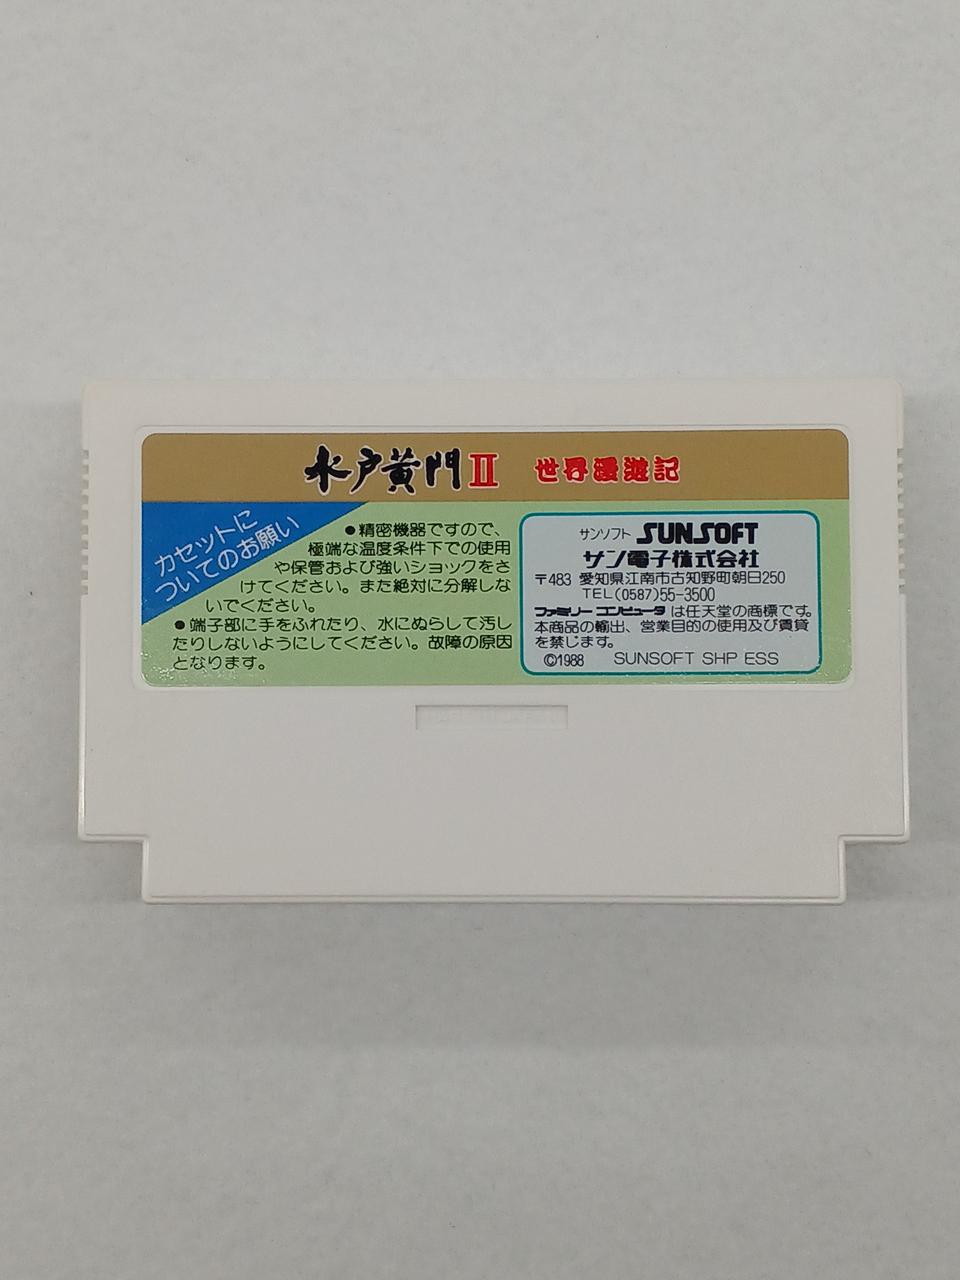 水戸黄門II 世界漫遊記
カセットに
ついてのお願い
●精密機器ですので、
極端な温度条件下での使用
や保管および強いショックをさ
けてください。また絶対に分解しな
いでください。
●端子部に手をふれたり、水にぬらして汚し
たりしないようにしてください。故障の原因
となります。
サンソフト SUNSOFT
サン電子株式会社
〒483 愛知県江南市古知野町朝日250
TEL(0587)55-3500
ファミリーコンピュータは任天堂の商標です。
本商品の輸出、営業目的の使用及び賃貸
を禁じます。
©1988 SUNSOFT SHP ESS